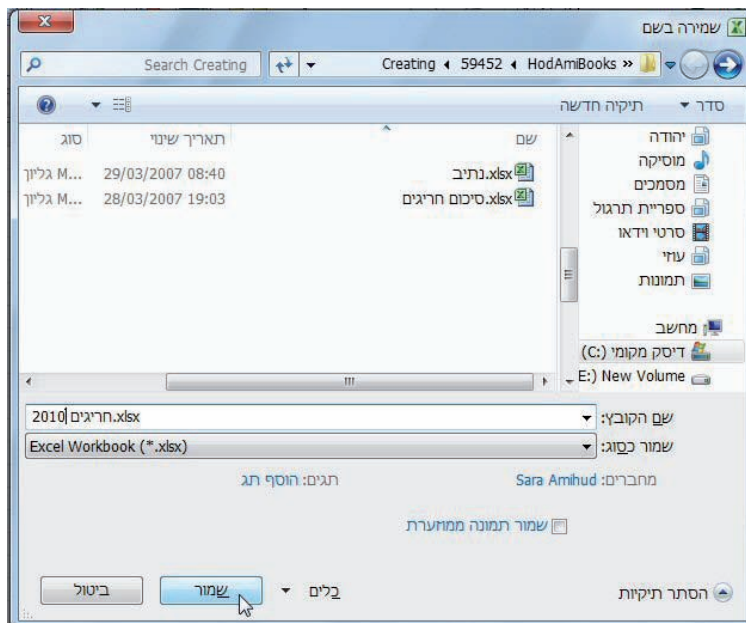 שמירה בשם
HodAmiBooks » 59452 Creating
Search Creating
סדר
תיקיה חדשה
יהודה
מוסיקה
מסמכים
ספריית תרגול
סרטי וידאו
עוזי
תמונות
מחשב
דיסק מקומי (C:)
E:) New Volume
שם תאריך שינוי סוג
נתיב.xlsx 29/03/2007 08:40 גליון M...
סיכום חריגים.xlsx 28/03/2007 19:03 גליון M...
שם הקובץ: חריגים 2010.xlsx
שמור כסוג: Excel Workbook (*.xlsx)
מחברים: Sara Amihud תגים: הוסף תג
שמור תמונה ממוזערת
הסתר תיקיות כלים שמור ביטול